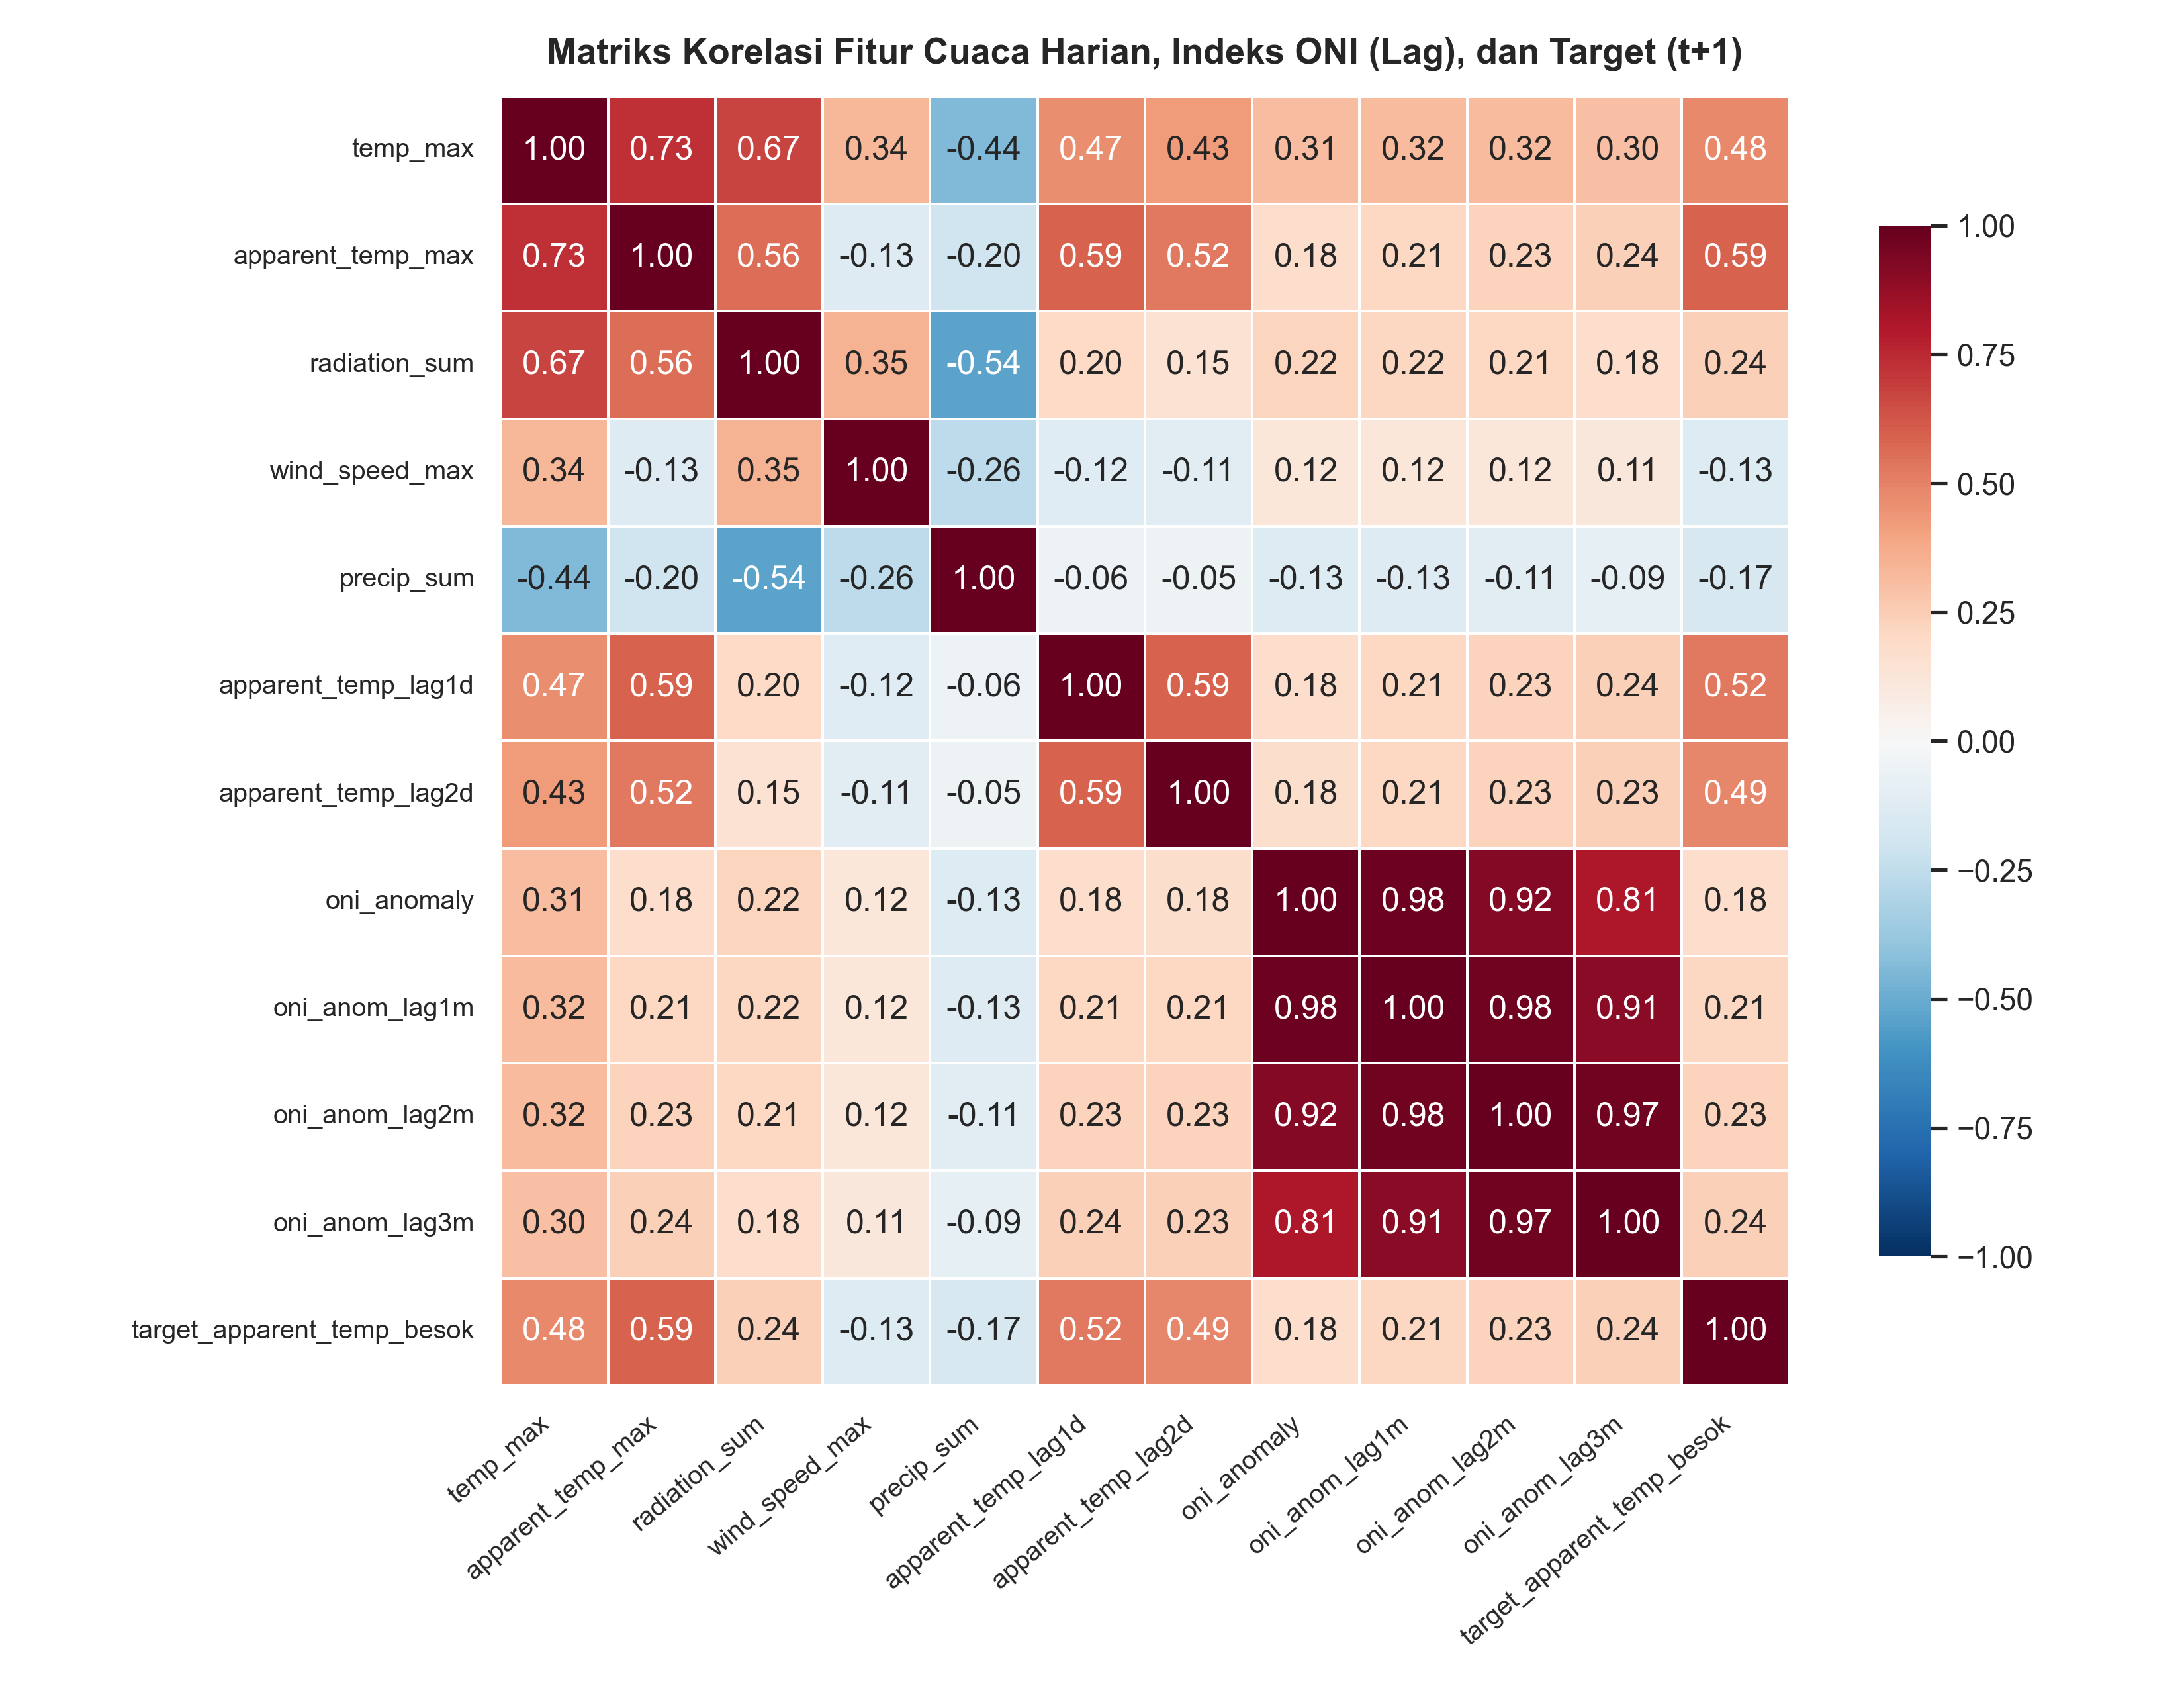 Matriks Korelasi Fitur Cuaca Harian, Indeks ONI (Lag), dan Target (t+1)
temp_max 1.00 0.73 0.67 0.34 -0.44 0.47 0.43 0.31 0.32 0.32 0.30 0.48
apparent_temp_max 0.73 1.00 0.56 -0.13 -0.20 0.59 0.52 0.18 0.21 0.23 0.24 0.59
radiation_sum 0.67 0.56 1.00 0.35 -0.54 0.20 0.15 0.22 0.22 0.21 0.18 0.24
wind_speed_max 0.34 -0.13 0.35 1.00 -0.26 -0.12 -0.11 0.12 0.12 0.12 0.11 -0.13
precip_sum -0.44 -0.20 -0.54 -0.26 1.00 -0.06 -0.05 -0.13 -0.13 -0.11 -0.09 -0.17
apparent_temp_lag1d 0.47 0.59 0.20 -0.12 -0.06 1.00 0.59 0.18 0.21 0.23 0.24 0.52
apparent_temp_lag2d 0.43 0.52 0.15 -0.11 -0.05 0.59 1.00 0.18 0.21 0.23 0.23 0.49
oni_anomaly 0.31 0.18 0.22 0.12 -0.13 0.18 0.18 1.00 0.98 0.92 0.81 0.18
oni_anom_lag1m 0.32 0.21 0.22 0.12 -0.13 0.21 0.21 0.98 1.00 0.98 0.91 0.21
oni_anom_lag2m 0.32 0.23 0.21 0.12 -0.11 0.23 0.23 0.92 0.98 1.00 0.97 0.23
oni_anom_lag3m 0.30 0.24 0.18 0.11 -0.09 0.24 0.23 0.81 0.91 0.97 1.00 0.24
target_apparent_temp_besok 0.48 0.59 0.24 -0.13 -0.17 0.52 0.49 0.18 0.21 0.23 0.24 1.00
temp_max
apparent_temp_max
radiation_sum
wind_speed_max
precip_sum
apparent_temp_lag1d
apparent_temp_lag2d
oni_anomaly
oni_anom_lag1m
oni_anom_lag2m
oni_anom_lag3m
target_apparent_temp_besok
1.00
0.75
0.50
0.25
0.00
−0.25
−0.50
−0.75
−1.00